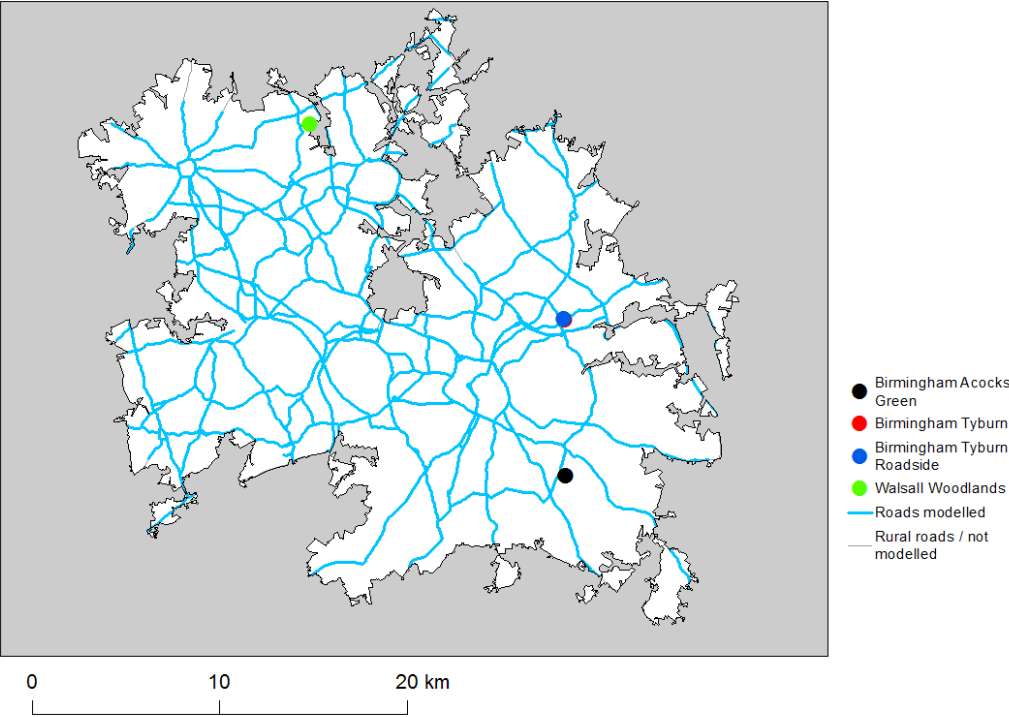 Birmingham Acocks
Green
Birmingham Tyburn
Birmingham Tyburn
Roadside
Walsall Woodlands
Roads modelled
Rural roads / not
modelled
0 10 20 km